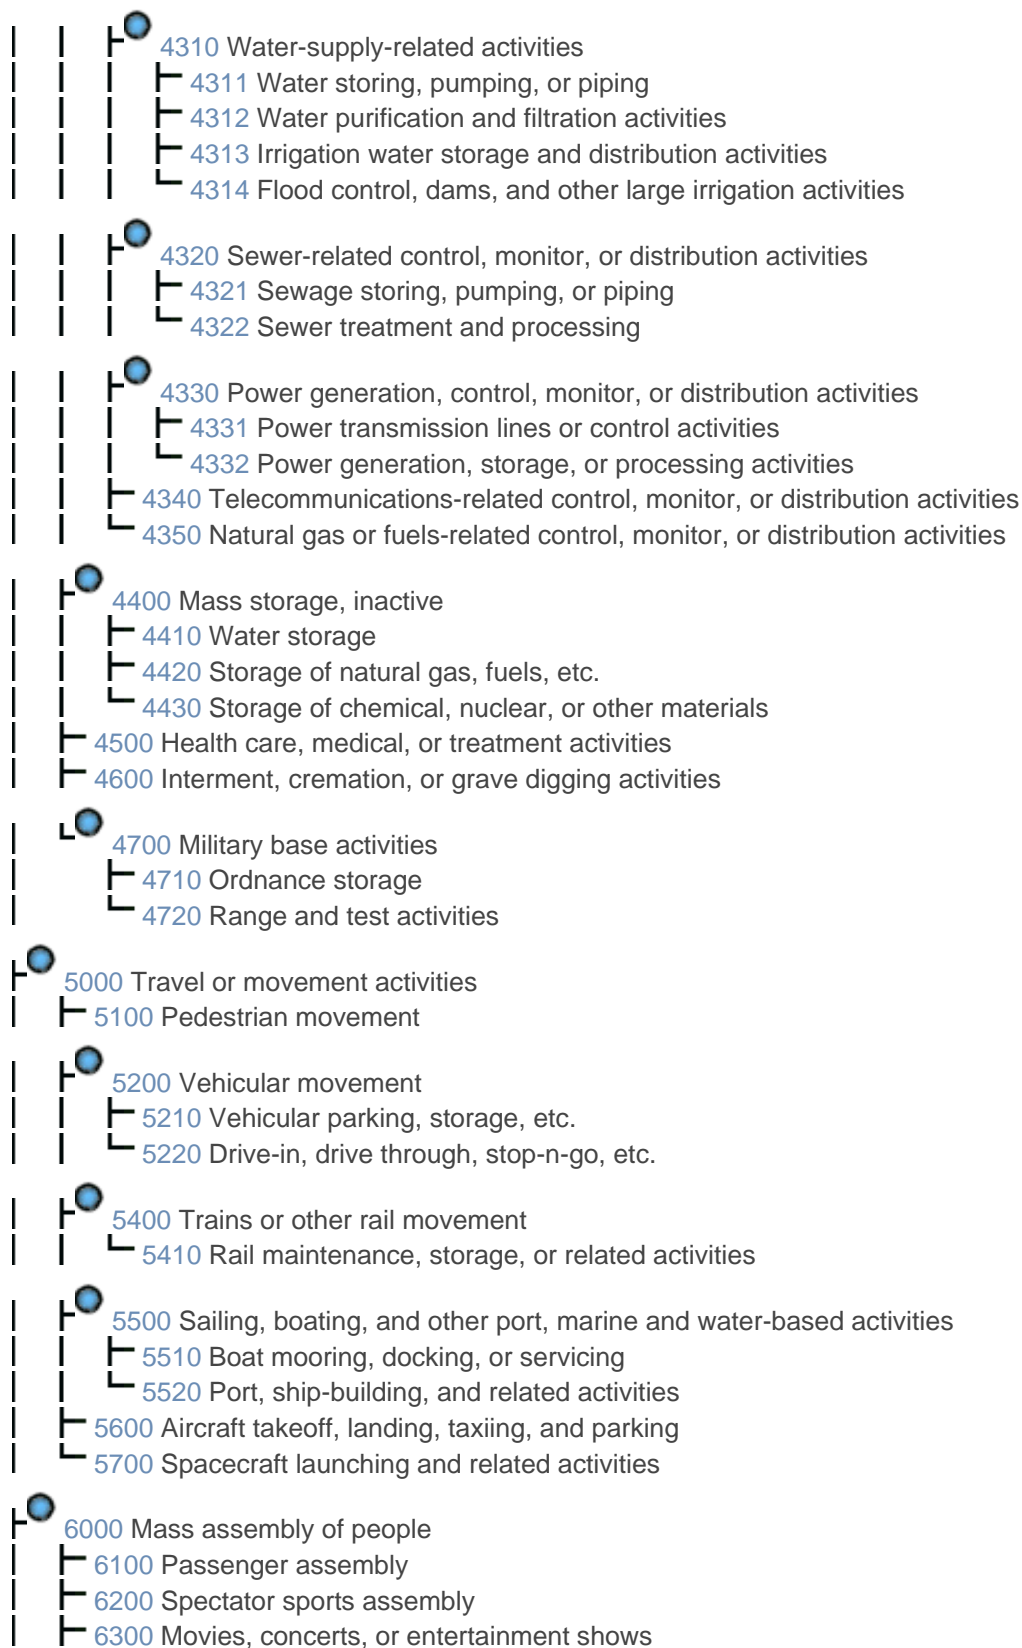 4310 Water-supply-related activities
4311 Water storing, pumping, or piping
4312 Water purification and filtration activities
4313 Irrigation water storage and distribution activities
4314 Flood control, dams, and other large irrigation activities
4320 Sewer-related control, monitor, or distribution activities
4321 Sewage storing, pumping, or piping
4322 Sewer treatment and processing
4330 Power generation, control, monitor, or distribution activities
4331 Power transmission lines or control activities
4332 Power generation, storage, or processing activities
4340 Telecommunications-related control, monitor, or distribution activities
4350 Natural gas or fuels-related control, monitor, or distribution activities
4400 Mass storage, inactive
4410 Water storage
4420 Storage of natural gas, fuels, etc.
4430 Storage of chemical, nuclear, or other materials
4500 Health care, medical, or treatment activities
4600 Interment, cremation, or grave digging activities
4700 Military base activities
4710 Ordnance storage
4720 Range and test activities
5000 Travel or movement activities
5100 Pedestrian movement
5200 Vehicular movement
5210 Vehicular parking, storage, etc.
5220 Drive-in, drive through, stop-n-go, etc.
5400 Trains or other rail movement
5410 Rail maintenance, storage, or related activities
5500 Sailing, boating, and other port, marine and water-based activities
5510 Boat mooring, docking, or servicing
5520 Port, ship-building, and related activities
5600 Aircraft takeoff, landing, taxiing, and parking
5700 Spacecraft launching and related activities
6000 Mass assembly of people
6100 Passenger assembly
6200 Spectator sports assembly
6300 Movies, concerts, or entertainment shows